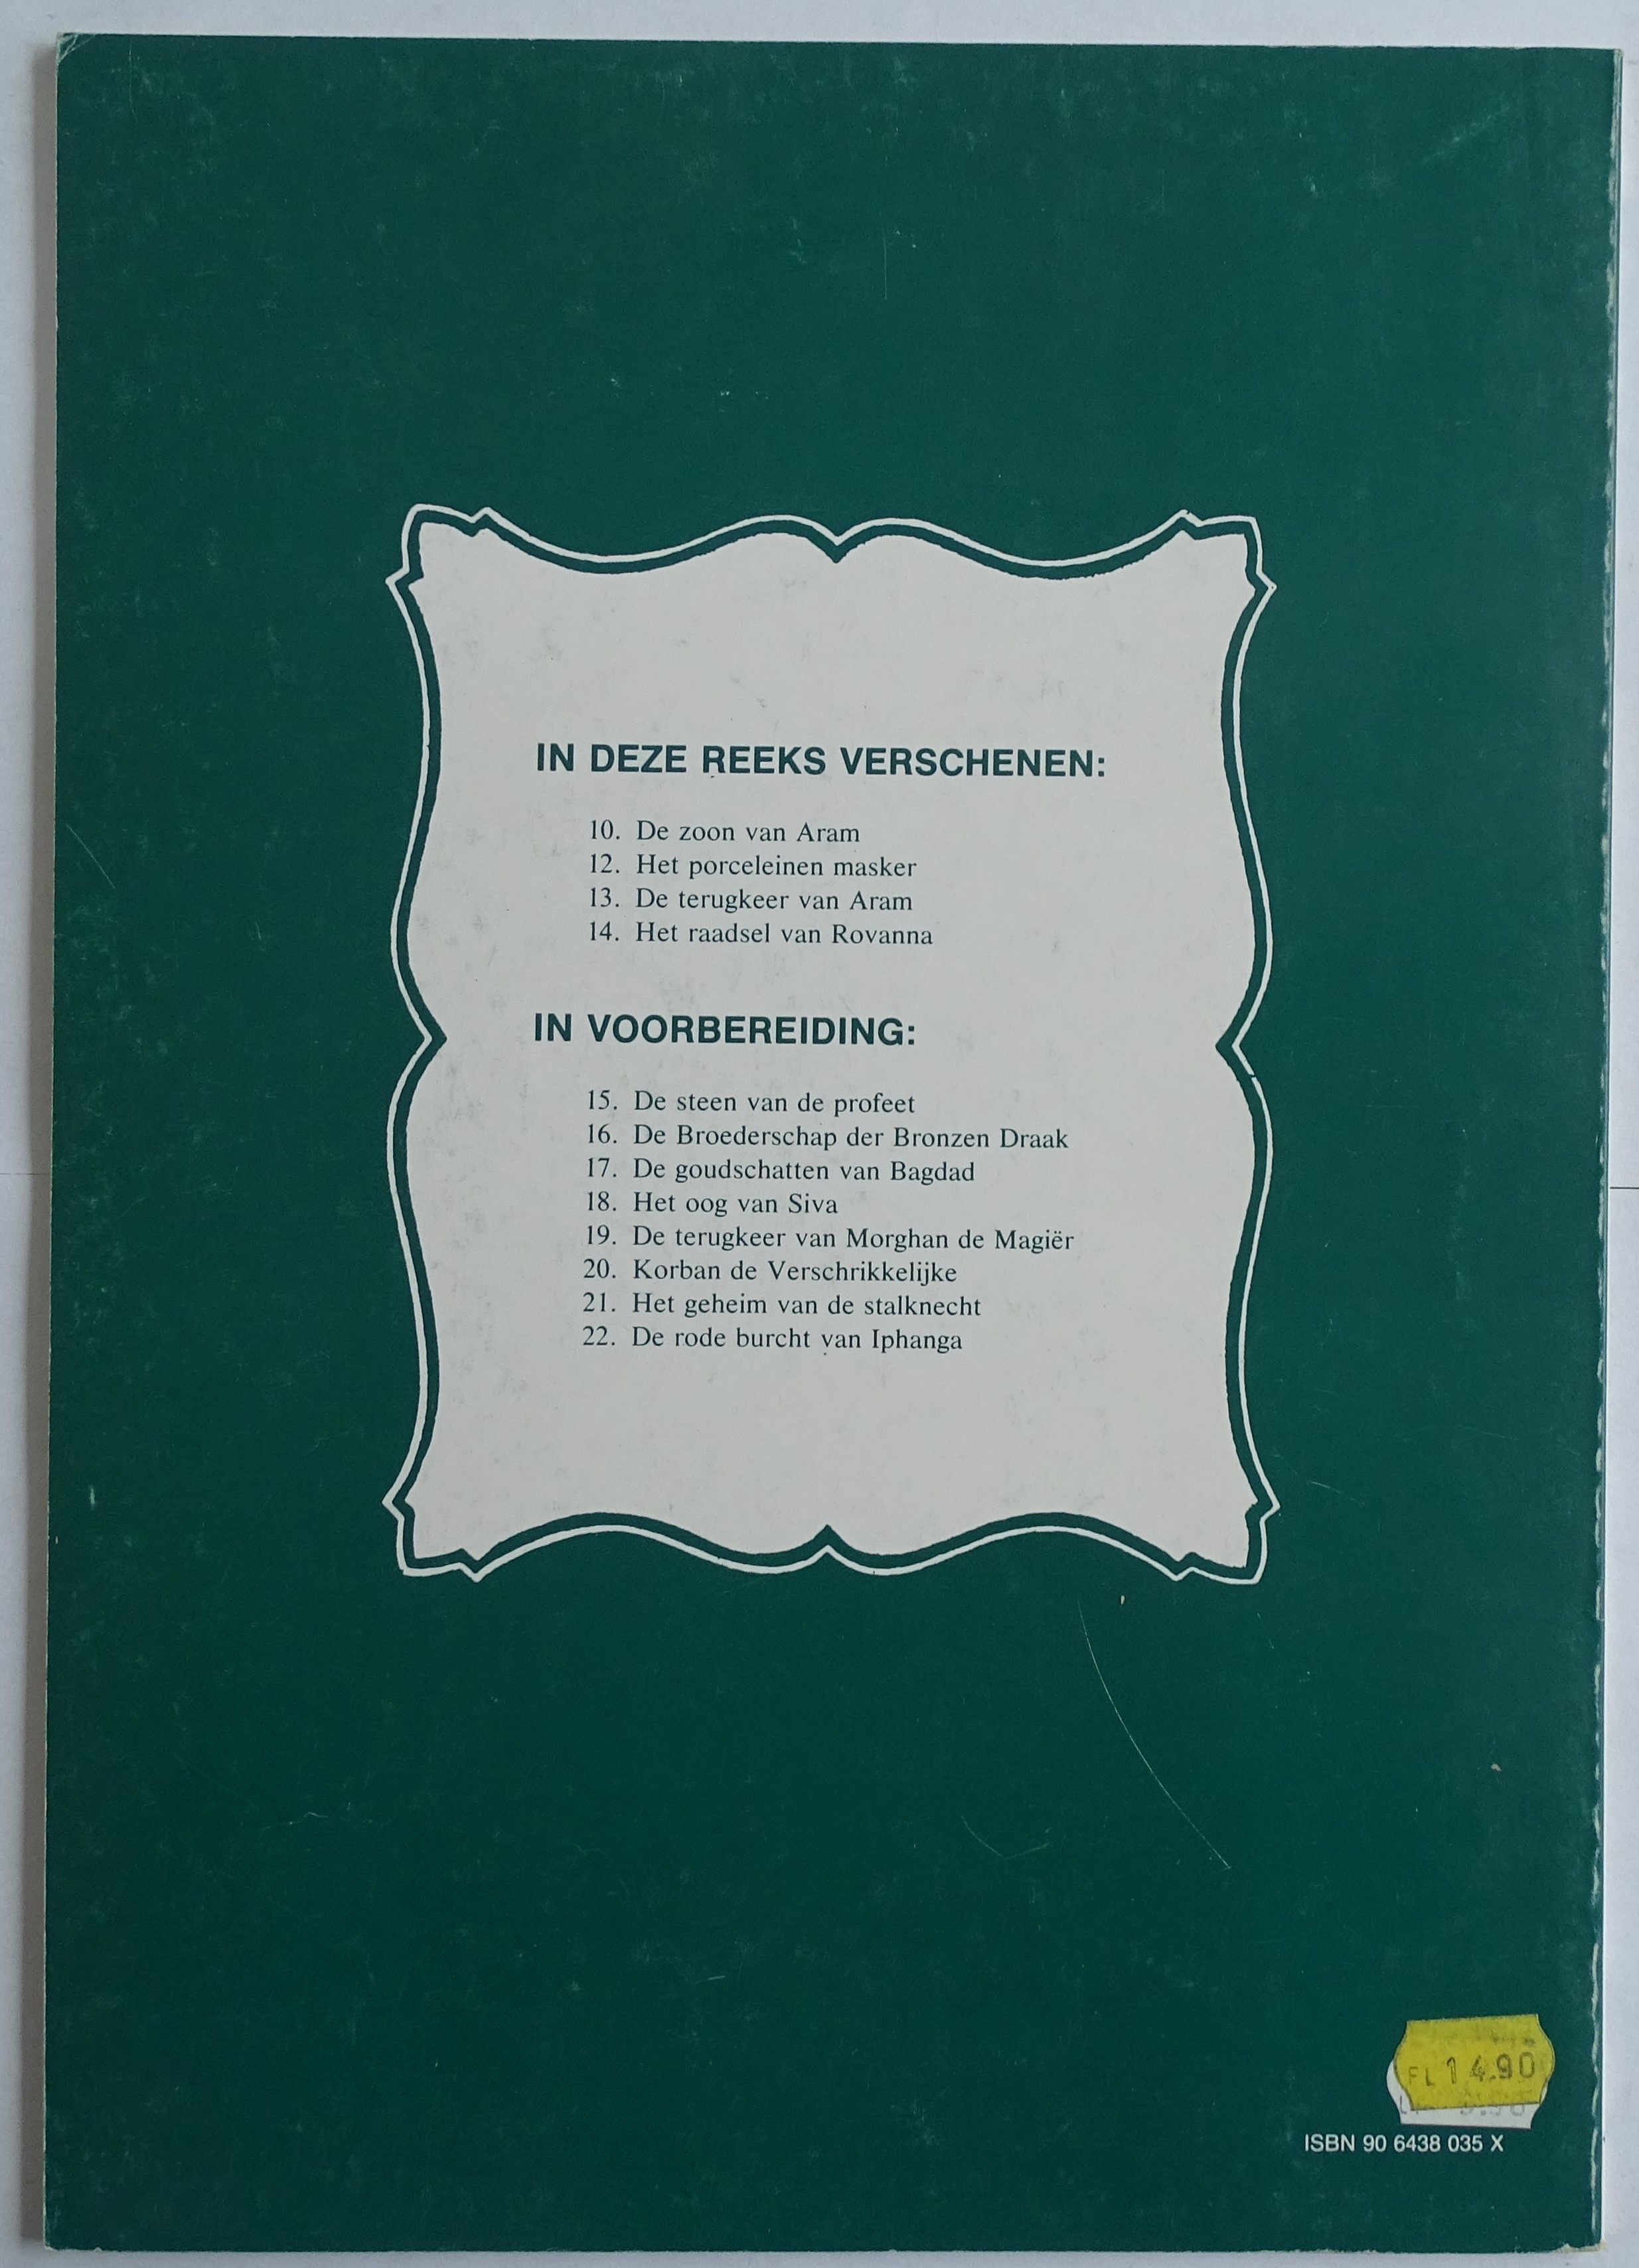 IN DEZE REEKS VERSCHENEN:
10. De zoon van Aram
12. Het porceleinen masker
13. De terugkeer van Aram
14. Het raadsel van Rovanna
IN VOORBEREIDING:
15. De steen van de profeet
16. De Broederschap der Bronzen Draak
17. De goudschatten van Bagdad
18. Het oog van Siva
19. De terugkeer van Morghan de Magiër
20. Korban de Verschrikkelijke
21. Het geheim van de stalknecht
22. De rode burcht van Iphanga
FL 14.90
ISBN 90 6438 035 X